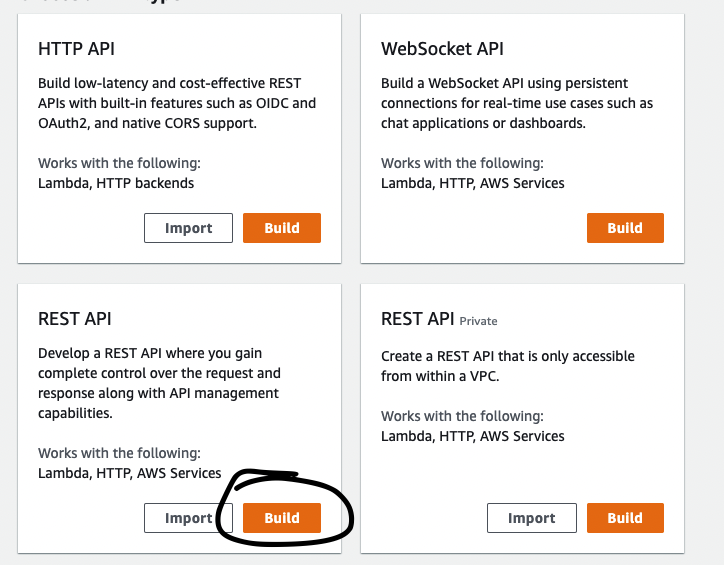 HTTP API
Build low-latency and cost-effective REST
APIs with built-in features such as OIDC and
OAuth2, and native CORS support.
Works with the following:
Lambda, HTTP backends
Import
Build
WebSocket API
Build a WebSocket API using persistent
connections for real-time use cases such as
chat applications or dashboards.
Works with the following:
Lambda, HTTP, AWS Services
Build
REST API
Develop a REST API where you gain
complete control over the request and
response along with API management
capabilities.
Works with the following:
Lambda, HTTP, AWS Services
Import
Build
REST API Private
Create a REST API that is only accessible
from within a VPC.
Works with the following:
Lambda, HTTP, AWS Services
Import
Build